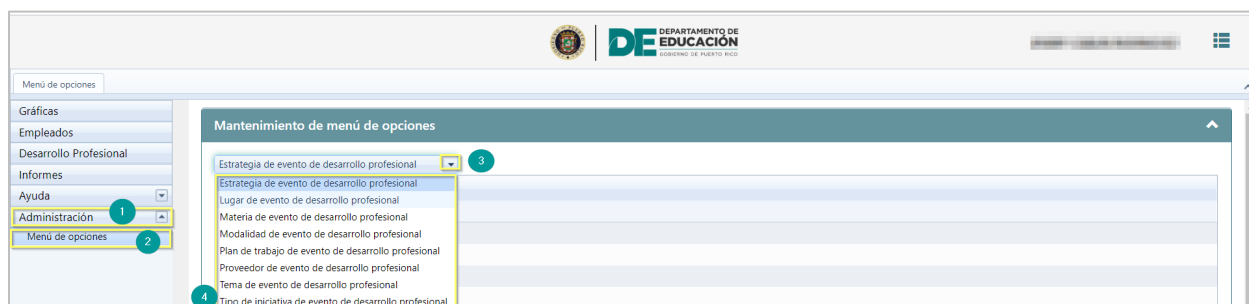 DE DEPARTAMENTO DE
EDUCACIÓN
GOBIERNO DE PUERTO RICO
Menú de opciones
Gráficas
Empleados
Desarrollo Profesional
Informes
Ayuda
Administración
1
Menú de opciones
2
Mantenimiento de menú de opciones
Estrategia de evento de desarrollo profesional
3
Estrategia de evento de desarrollo profesional
Lugar de evento de desarrollo profesional
Materia de evento de desarrollo profesional
Modalidad de evento de desarrollo profesional
Plan de trabajo de evento de desarrollo profesional
Proveedor de evento de desarrollo profesional
Tema de evento de desarrollo profesional
4
Tipo de iniciativa de evento de desarrollo profesional